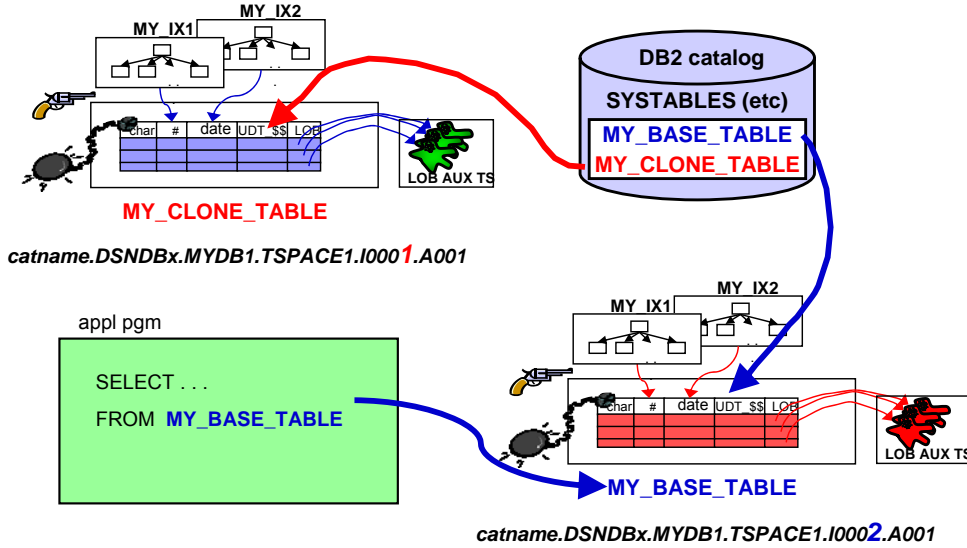 MY_IX2
MY_IX1
char # date UDT_$$ LOB
LOB AUX TS
MY_CLONE_TABLE
catname.DSNDBx.MYDB1.TSPACE1.I0001.A001
DB2 catalog
SYSTABLES (etc)
MY_BASE_TABLE
MY_CLONE_TABLE
appl pgm
SELECT . . .
FROM MY_BASE_TABLE
MY_IX2
MY_IX1
char # date UDT_$$ LOB
LOB AUX TS
MY_BASE_TABLE
catname.DSNDBx.MYDB1.TSPACE1.I0002.A001